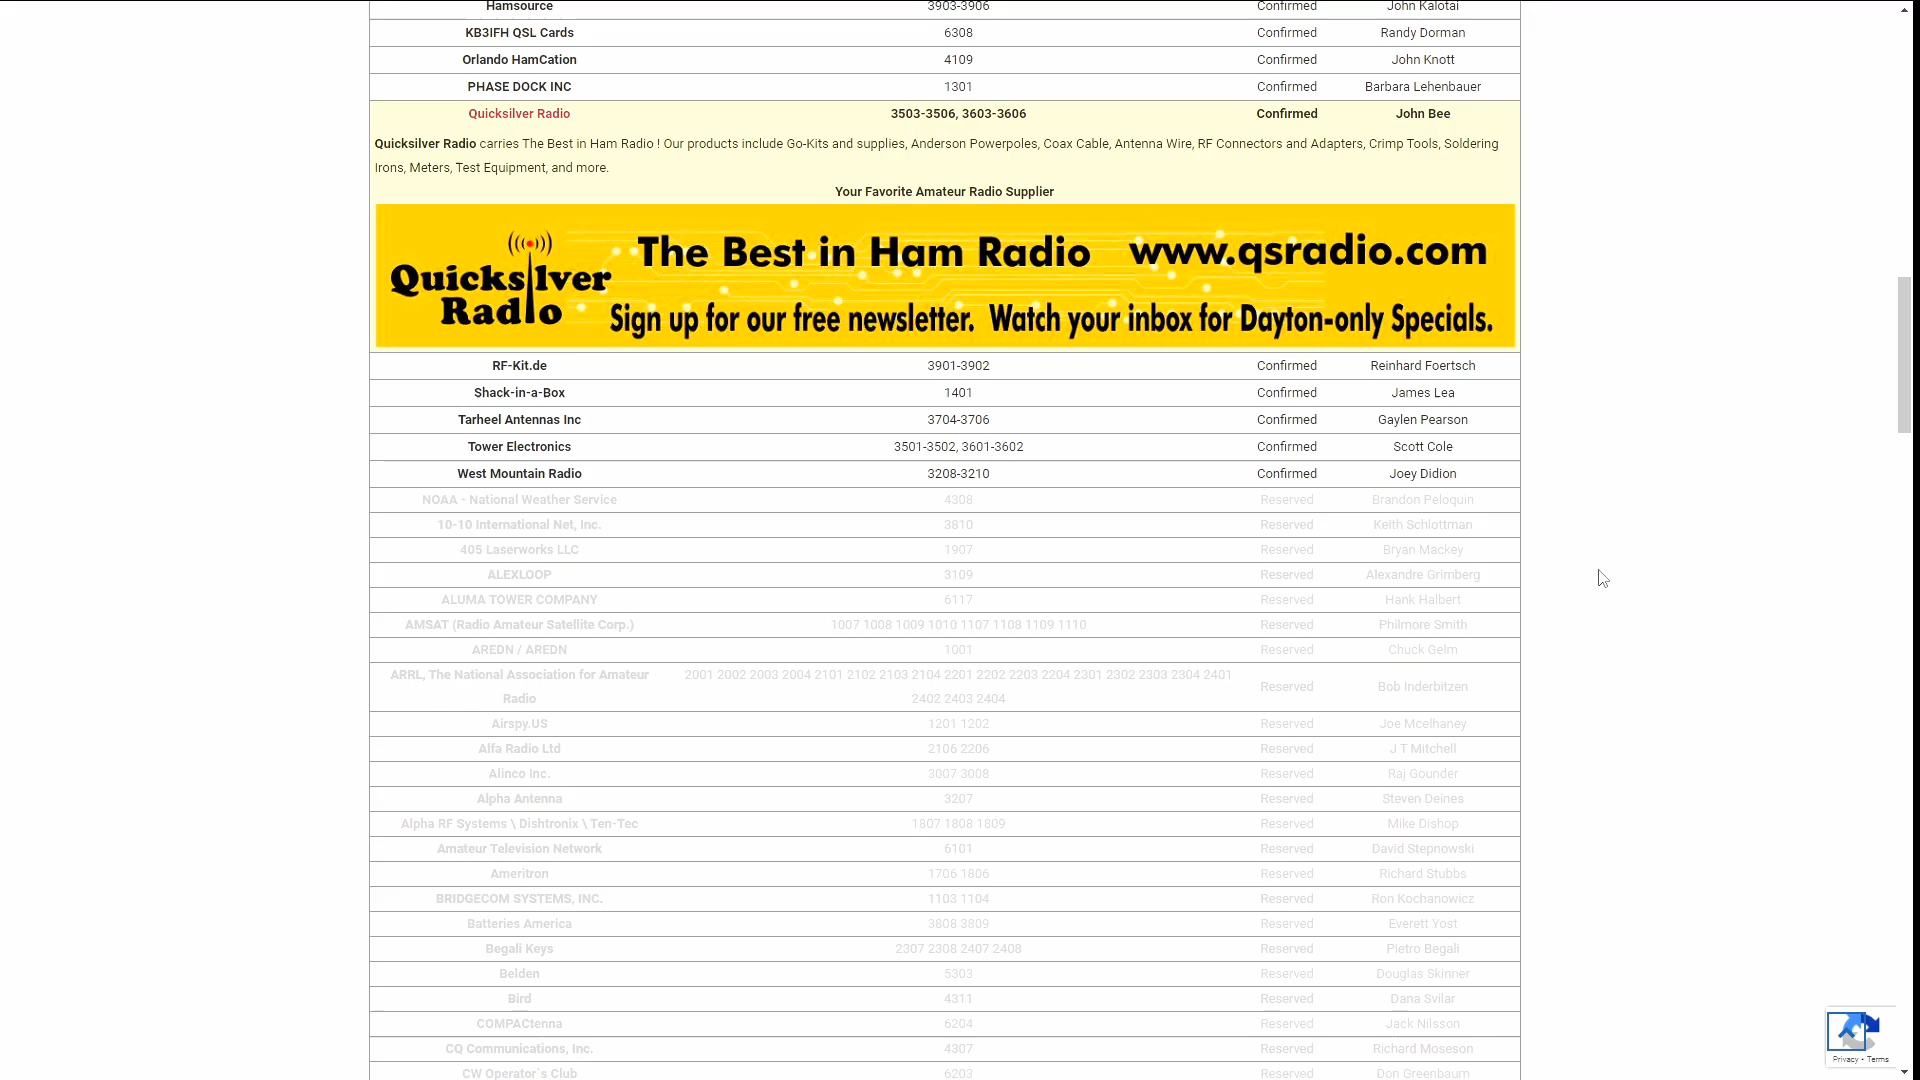 Hamsource 3903-3906 Confirmed John Kalotai
KB3IFH QSL Cards 6308 Confirmed Randy Dorman
Orlando HamCation 4109 Confirmed John Knott
PHASE DOCK INC 1301 Confirmed Barbara Lehenbauer
Quicksilver Radio 3503-3506, 3603-3606 Confirmed John Bee
Quicksilver Radio carries The Best in Ham Radio ! Our products include Go-Kits and supplies, Anderson Powerpoles, Coax Cable, Antenna Wire, RF Connectors and Adapters, Crimp Tools, Soldering
Irons, Meters, Test Equipment, and more.
Your Favorite Amateur Radio Supplier
Quicksilver
Radio
The Best in Ham Radio www.qsradio.com
Sign up for our free newsletter. Watch your inbox for Dayton-only Specials.
RF-Kit.de 3901-3902 Confirmed Reinhard Foertsch
Shack-in-a-Box 1401 Confirmed James Lea
Tarheel Antennas Inc 3704-3706 Confirmed Gaylen Pearson
Tower Electronics 3501-3502, 3601-3602 Confirmed Scott Cole
West Mountain Radio 3208-3210 Confirmed Joey Didion
NOAA - National Weather Service 4308 Reserved Brandon Peloquin
10-10 International Net, Inc. 3810 Reserved Keith Schlottman
405 Laserworks LLC 1907 Reserved Bryan Mackey
ALEXLOOP 3109 Reserved Alexandre Grimberg
ALUMA TOWER COMPANY 6117 Reserved Hank Halbert
AMSAT (Radio Amateur Satellite Corp.) 1007 1008 1009 1010 1107 1108 1109 1110 Reserved Philmore Smith
AREDN / AREDN 1001 Reserved Chuck Gelm
ARRL, The National Association for Amateur 2001 2002 2003 2004 2101 2102 2103 2104 2201 2202 2203 2204 2301 2302 2303 2304 2401
Radio 2402 2403 2404 Reserved Bob Inderbitzen
Airspy.US 1201 1202 Reserved Joe Mcelhaney
Alfa Radio Ltd 2106 2206 Reserved J T Mitchell
Alinco Inc. 3007 3008 Reserved Raj Gounder
Alpha Antenna 3207 Reserved Steven Deines
Alpha RF Systems \ Dishtronix \ Ten-Tec 1807 1808 1809 Reserved Mike Dishop
Amateur Television Network 6101 Reserved David Stepnowski
Ameritron 1706 1806 Reserved Richard Stubbs
BRIDGECOM SYSTEMS, INC. 1103 1104 Reserved Ron Kochanowicz
Batteries America 3808 3809 Reserved Everett Yost
Begali Keys 2307 2308 2407 2408 Reserved Pietro Begali
Belden 5303 Reserved Douglas Skinner
Bird 4311 Reserved Dana Svilar
COMPACtenna 6204 Reserved Jack Nilsson
CQ Communications, Inc. 4307 Reserved Richard Moseson
CW Operator`s Club 6203 Reserved Don Greenbaum
Privacy • Terms